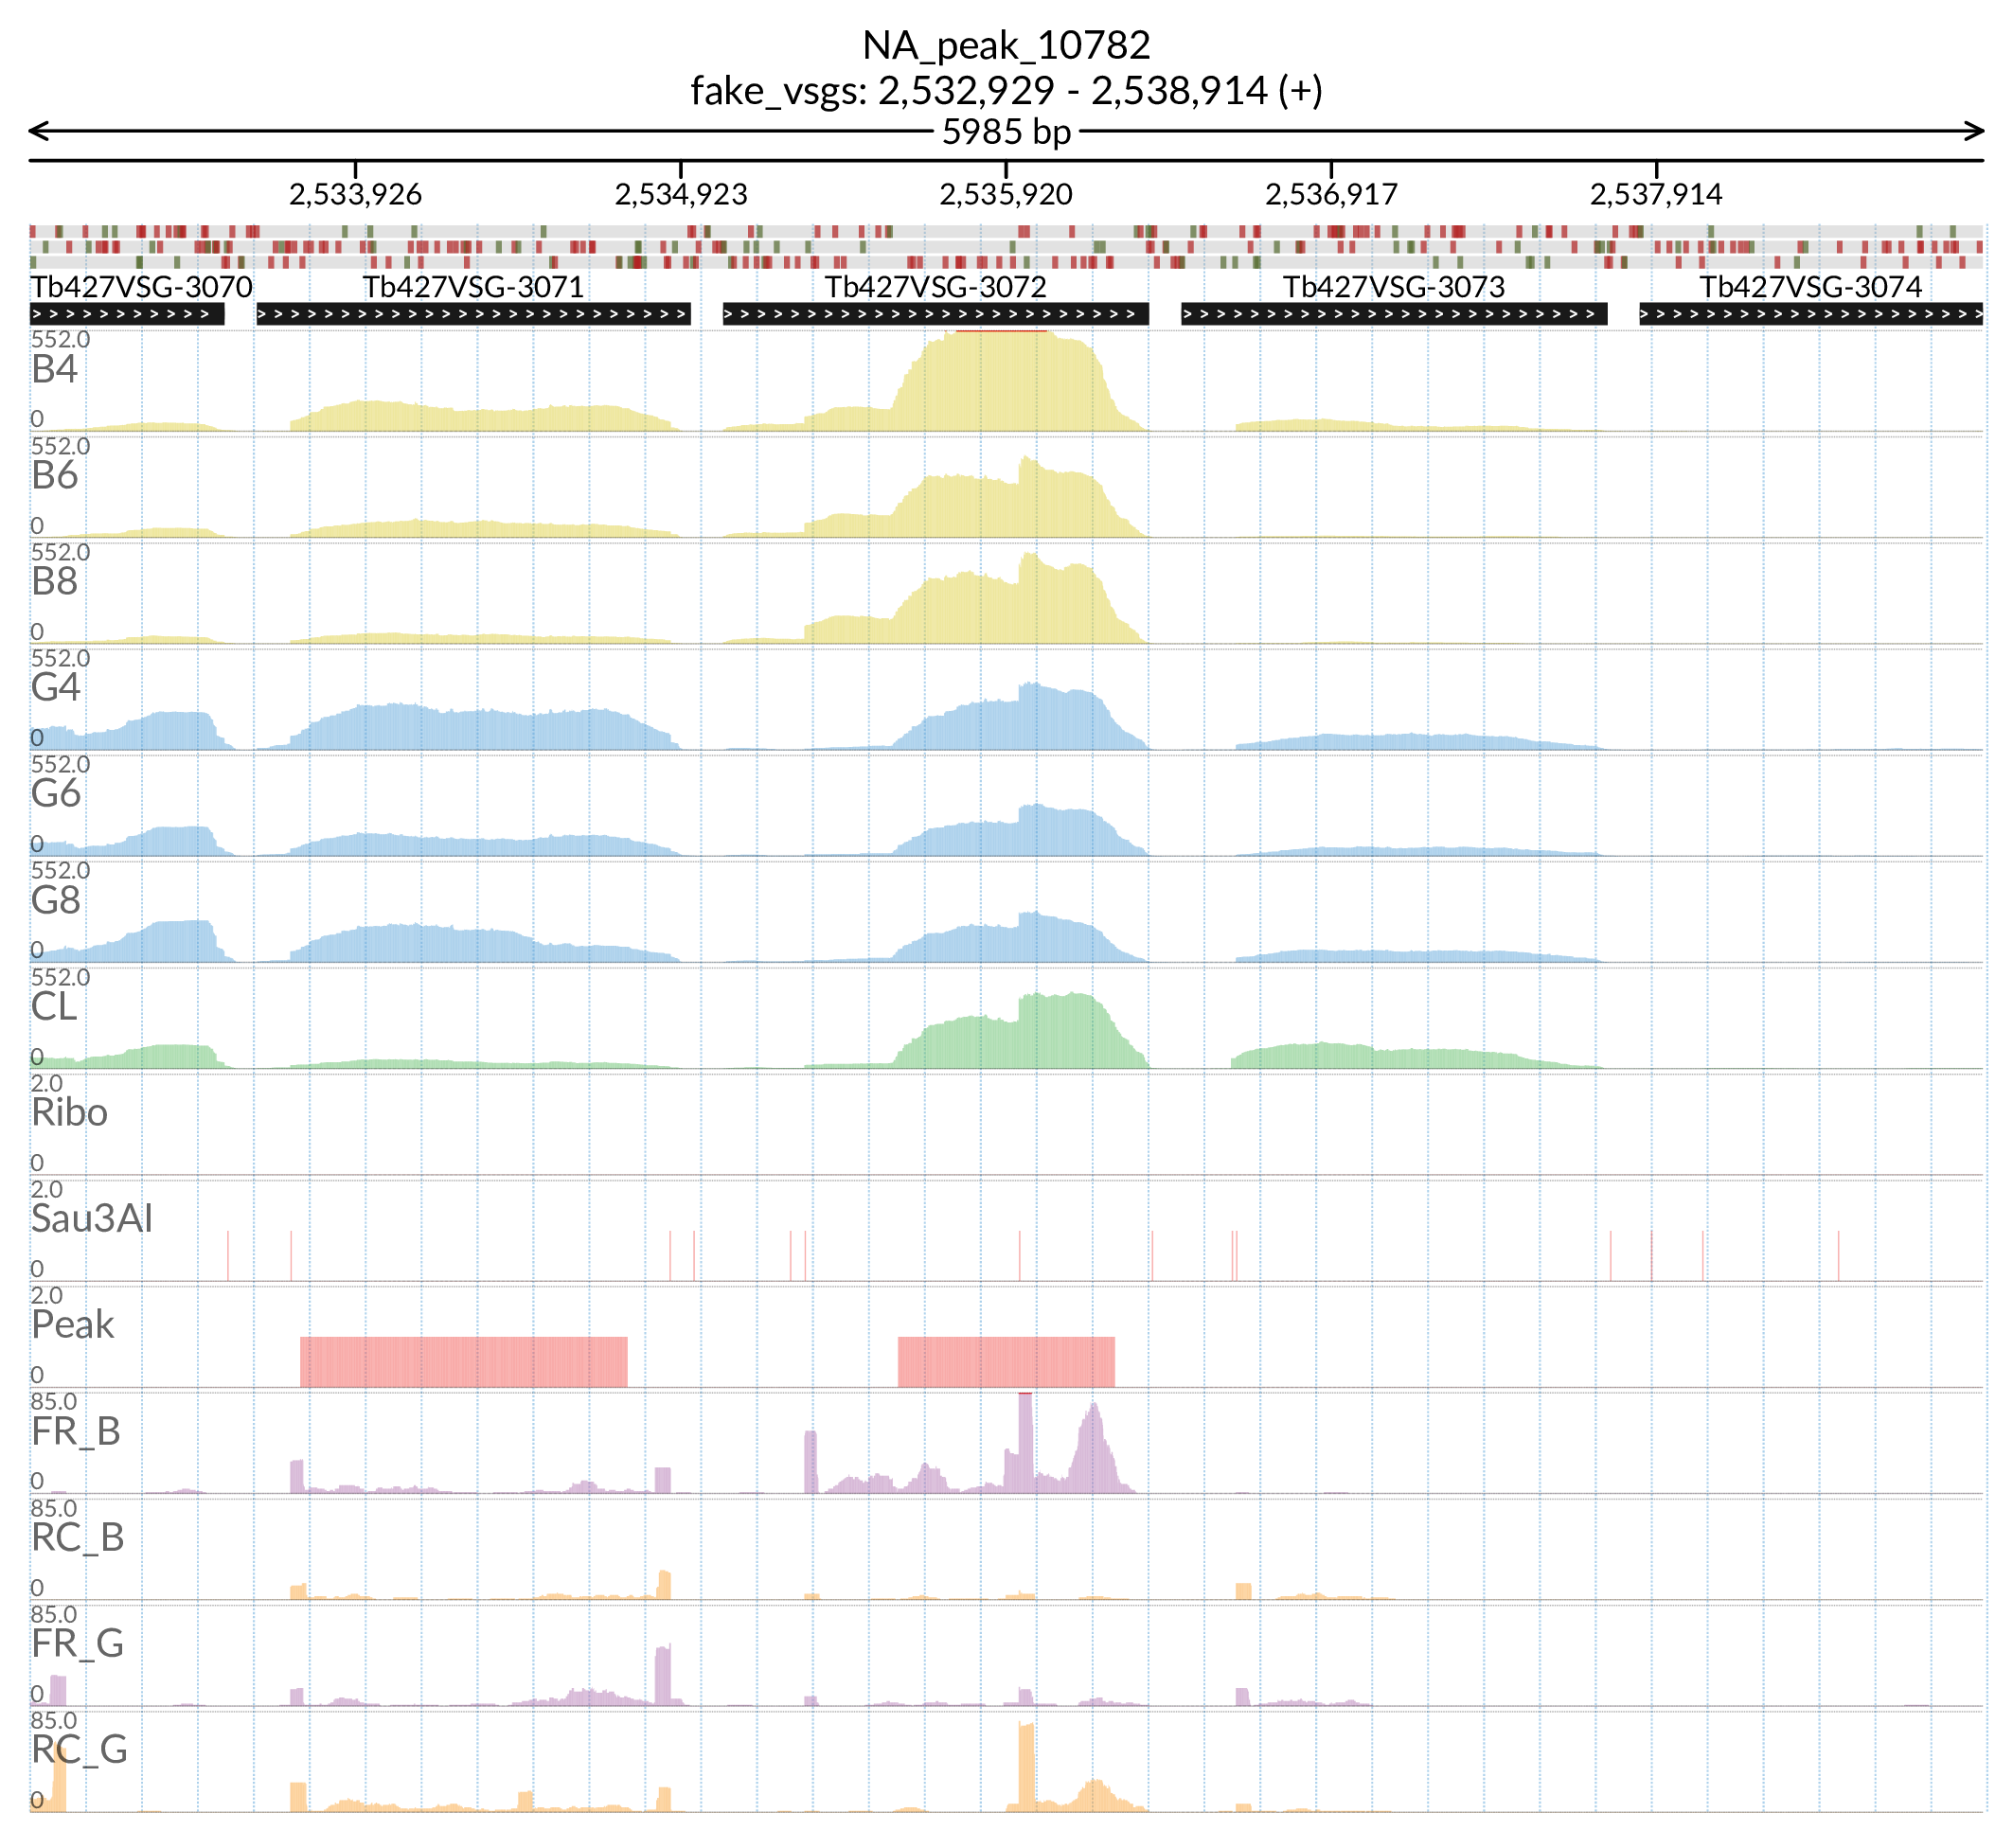 NA_peak_10782
fake_vsgs: 2,532,929 - 2,538,914 (+)
5985 bp
2,533,926 2,534,923 2,535,920 2,536,917 2,537,914
Tb427VSG-3070 Tb427VSG-3071 Tb427VSG-3072 Tb427VSG-3073 Tb427VSG-3074
552.0
B4
0
552.0
B6
0
552.0
B8
0
552.0
G4
0
552.0
G6
0
552.0
G8
0
552.0
CL
0
2.0
Ribo
0
2.0
Sau3AI
0
2.0
Peak
0
85.0
FR_B
0
85.0
RC_B
0
85.0
FR_G
0
85.0
RC_G
0